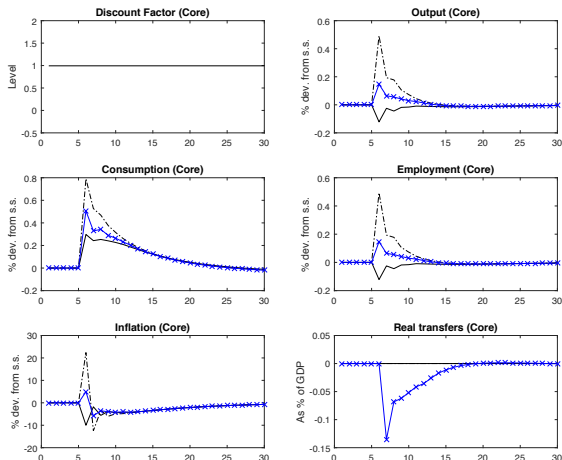 Discount Factor (Core)
Level
2
1.5
1
0.5
0
-0.5
0 5 10 15 20 25 30
Output (Core)
% dev. from s.s.
0.6
0.4
0.2
0
-0.2
0 5 10 15 20 25 30
Consumption (Core)
% dev. from s.s.
0.8
0.6
0.4
0.2
0
-0.2
0 5 10 15 20 25 30
Employment (Core)
% dev. from s.s.
0.6
0.4
0.2
0
-0.2
0 5 10 15 20 25 30
Inflation (Core)
% dev. from s.s.
30
20
10
0
-10
-20
0 5 10 15 20 25 30
Real transfers (Core)
As % of GDP
0.05
0
-0.05
-0.1
-0.15
0 5 10 15 20 25 30